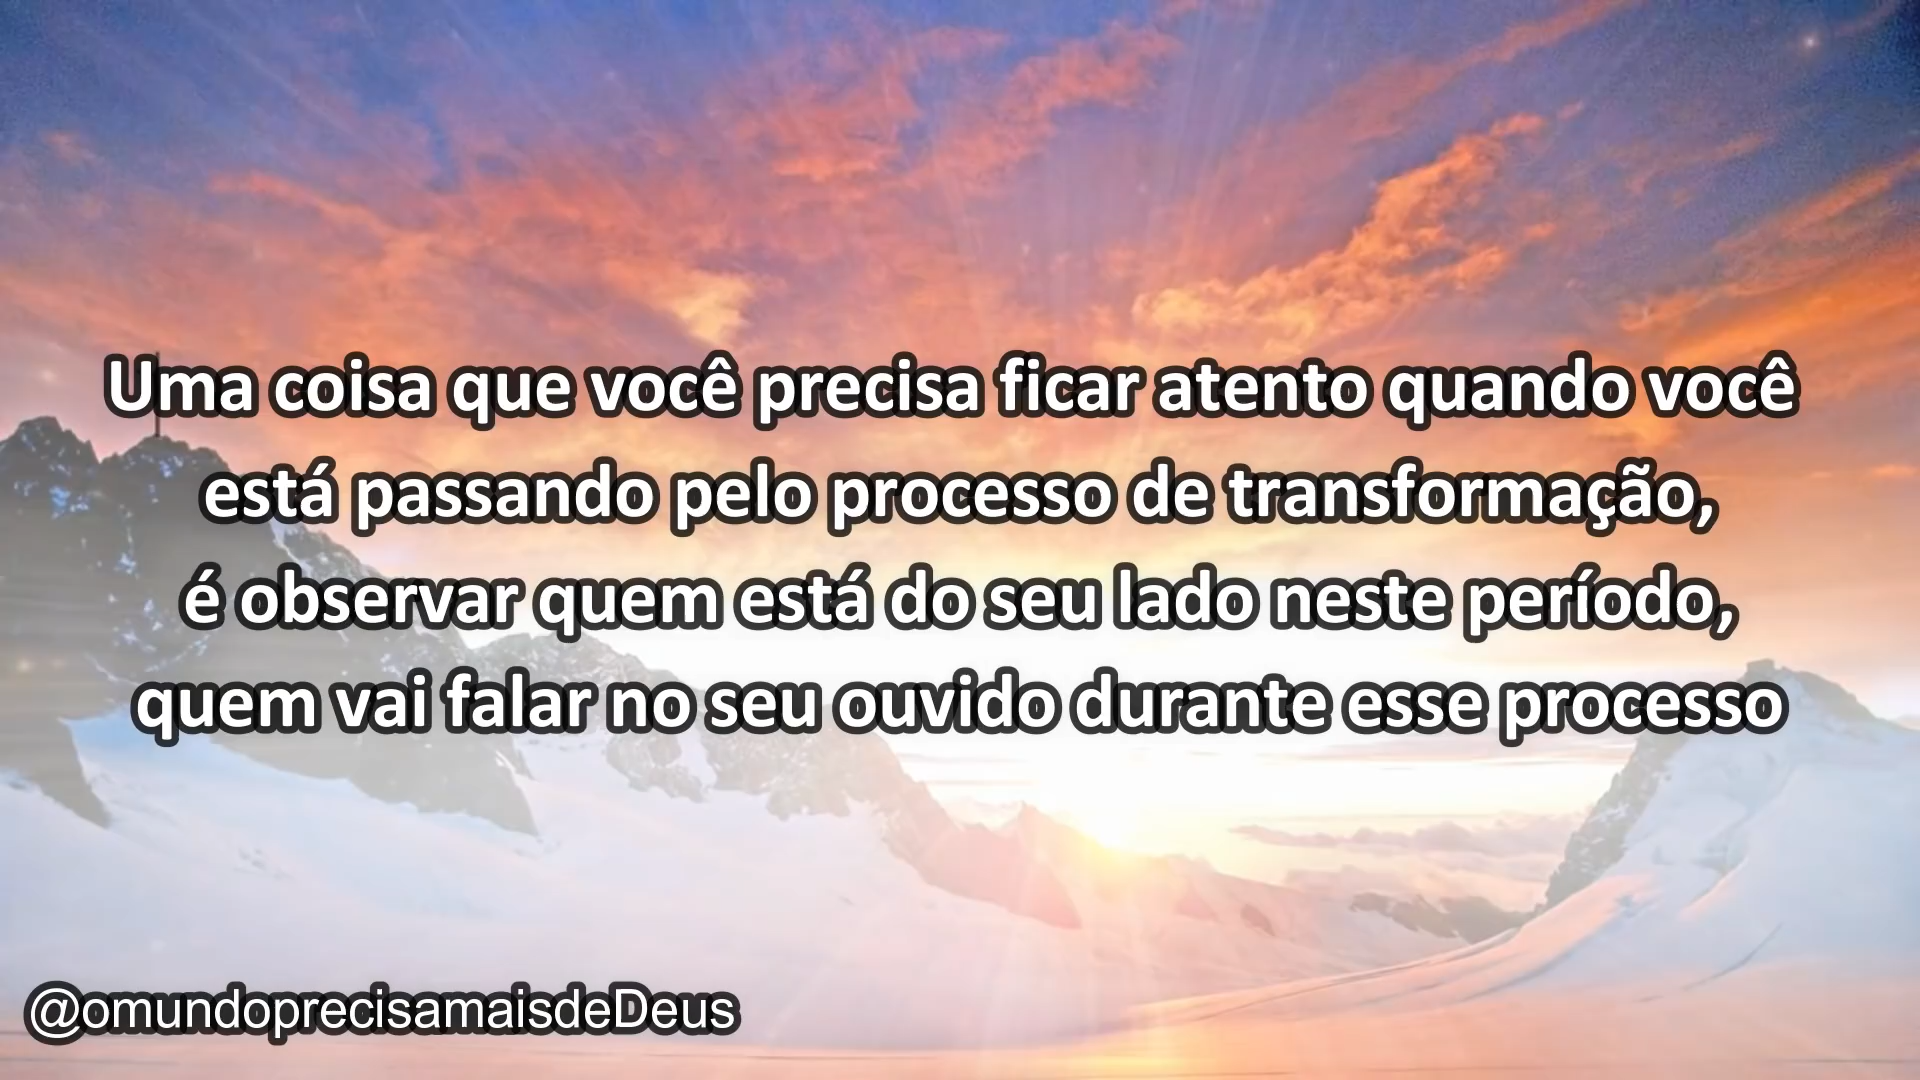 Uma coisa que você precisa ficar atento quando você
está passando pelo processo de transformação,
é observar quem está do seu lado neste período,
quem vai falar no seu ouvido durante esse processo
@omundoprecisamaisdeDeus